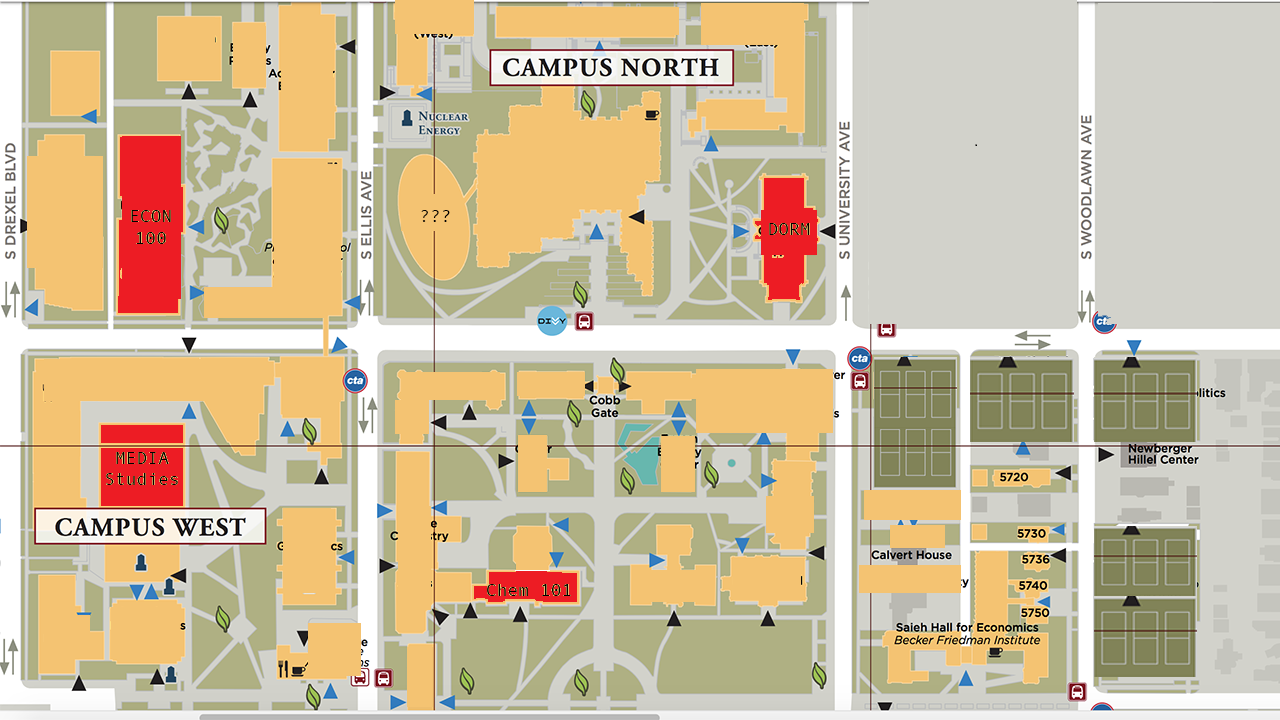 (West)
(East)
CAMPUS NORTH
NUCLEAR
ENERGY
S DREXEL BLVD
S ELLIS AVE
S UNIVERSITY AVE
S WOODLAWN AVE
ECON
100
???
DORM
DIVVY
cta
cta
cta
Cobb
Gate
MEDIA
Studies
CAMPUS WEST
Chem 101
Newberger
Hillel Center
5720
5730
Calvert House
5736
5740
5750
Saieh Hall for Economics
Becker Friedman Institute